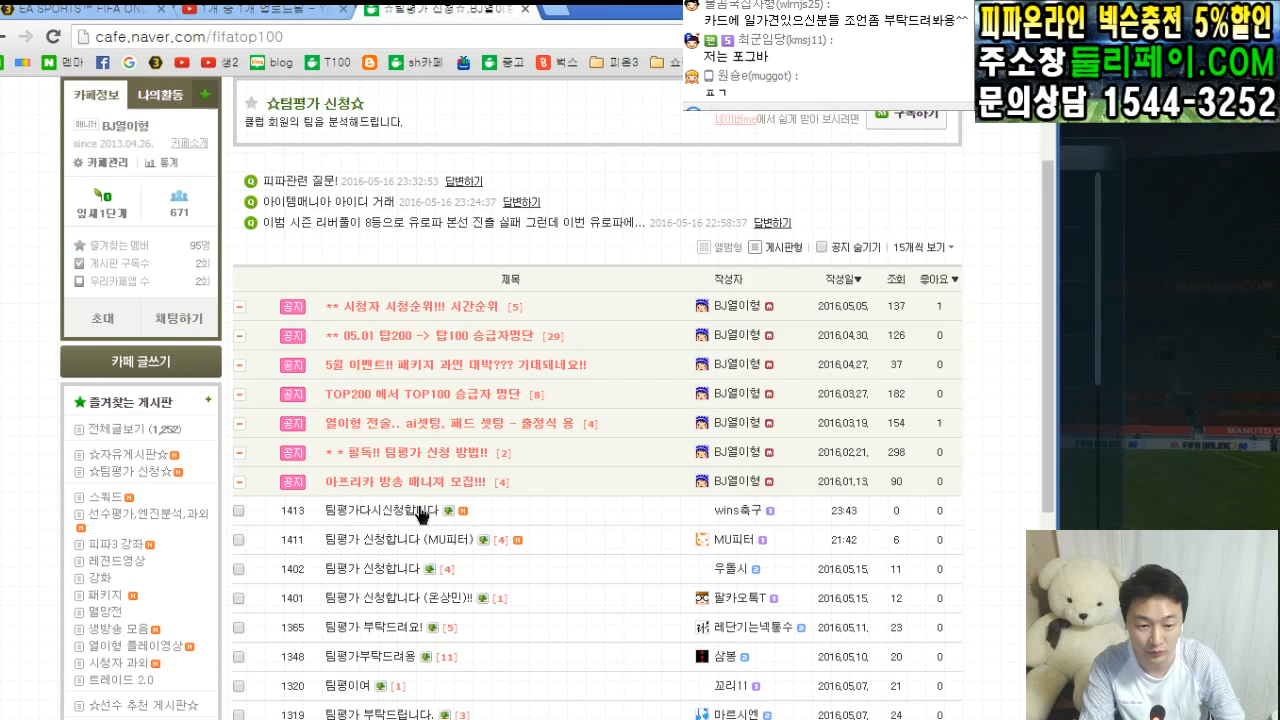 EA SPORTS™ FIFA ONL
1개 중 1개 업로드됨 -
☆팀평가 신청☆.BJ열이
cafe.naver.com/fifatop100
앱
2
생
blog
T100
sh카페
중고
벅스
피온3
카드에 일가견있으신분들 조언좀 부탁드려봐용^^
최군입당(kmsj11) :
저는 포그바
원숭e(muggot) :
ㅍㄱ
피파온라인 넥슨충전 5%할인
주소창 둘리페이.COM
문의상담 1544-3252
카페정보 나의활동
매니저 BJ열이형
since 2013.04.26. 카페소개
카페관리 통계
잎새1단계 671
즐겨찾는 멤버 95명
게시판 구독수 2회
우리카페앱 수 2회
초대 채팅하기
카페 글쓰기
즐겨찾는 게시판
전체글보기 (1,252)
☆자유게시판☆
☆팀평가 신청☆
스쿼드
선수평가,엔진분석,과외
피파3 강좌
레젼드영상
강화
패키지
멸망전
생방송 모음
열이형 플레이영상
시청자 과외
트레이드 2.0
☆선수 추천 게시판☆
☆팀평가 신청☆
클럽 회원의 팀을 분석해드립니다.
네이버me에서 쉽게 받아 보시려면 구독하기
피파관련 질문! 2016-05-16 23:32:53 답변하기
아이템매니아 아이디 거래 2016-05-16 23:24:37 답변하기
이범 시즌 리버풀이 8등으로 유로파 본선 진출 실패 그런데 이번 유로파에... 2016-05-16 22:58:37 답변하기
앨범형 게시판형 공지 숨기기 15개씩 보기
제목 작성자 작성일▼ 조회 좋아요▼
공지 ** 시청자 시청순위!!! 시간순위 [5] BJ열이형 2016.05.05. 137 1
공지 ** 05.01 탑200 -> 탑100 승급자명단 [29] BJ열이형 2016.04.30. 126 0
공지 5월 이벤트!! 패키지 과연 대박??? 기대돼네요!! BJ열이형 2016.04.27. 37 0
공지 TOP200 에서 TOP100 승급자 명단 [8] BJ열이형 2016.03.27. 182 0
공지 열이형 전술.. ai셋팅, 패드 셋팅 - 출정식 용 [4] BJ열이형 2016.03.19. 154 1
공지 * * 필독!! 팀평가 신청 방법!! [2] BJ열이형 2016.02.21. 298 0
공지 아프리카 방송 매니져 모집!!! [4] BJ열이형 2016.01.13. 90 0
1413 팀평가다시신청합니다 wins축구 23:43 0 0
1411 팀평가 신청합니다 (MU피터) [4] MU피터 21:42 6 0
1402 팀평가 신청합니다 [4] 우돌시 2016.05.15. 11 0
1401 팀평가 신청합니다 (온상민)!! [1] 팔카오톡T 2016.05.15. 12 0
1365 팀평가 부탁드려요! [5] 레단기는넥통수 2016.05.11. 23 0
1348 팀평가부탁드려용 [11] 삼봉 2016.05.10. 20 0
1320 팀평이여 [1] 꼬리11 2016.05.07. 21 0
1319 팀평가 부탁드립니다. [3] 마르시엔 2016.05.07. 24 0